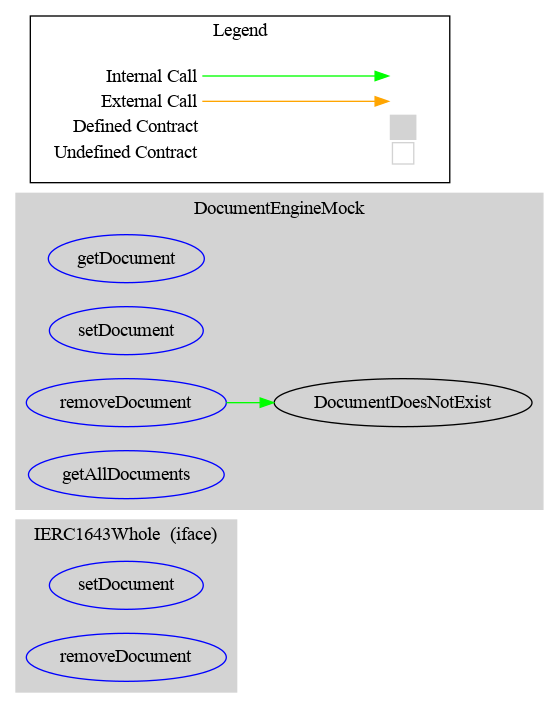 Legend
Internal Call
External Call
Defined Contract
Undefined Contract
DocumentEngineMock
getDocument
setDocument
removeDocument
DocumentDoesNotExist
getAllDocuments
IERC1643Whole (iface)
setDocument
removeDocument